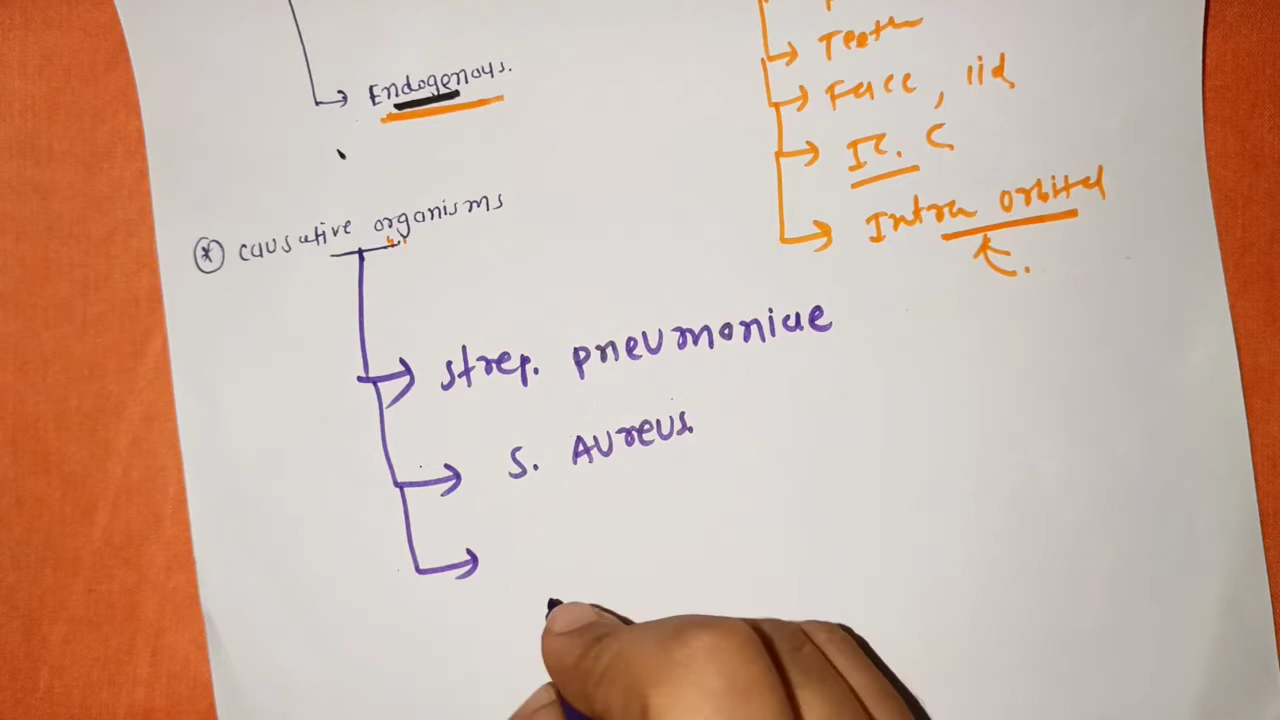 Endogenous.
Teeth
Face, lid
Intra orbital
* causative organisms
strep. pneumoniae
S. Aureus.